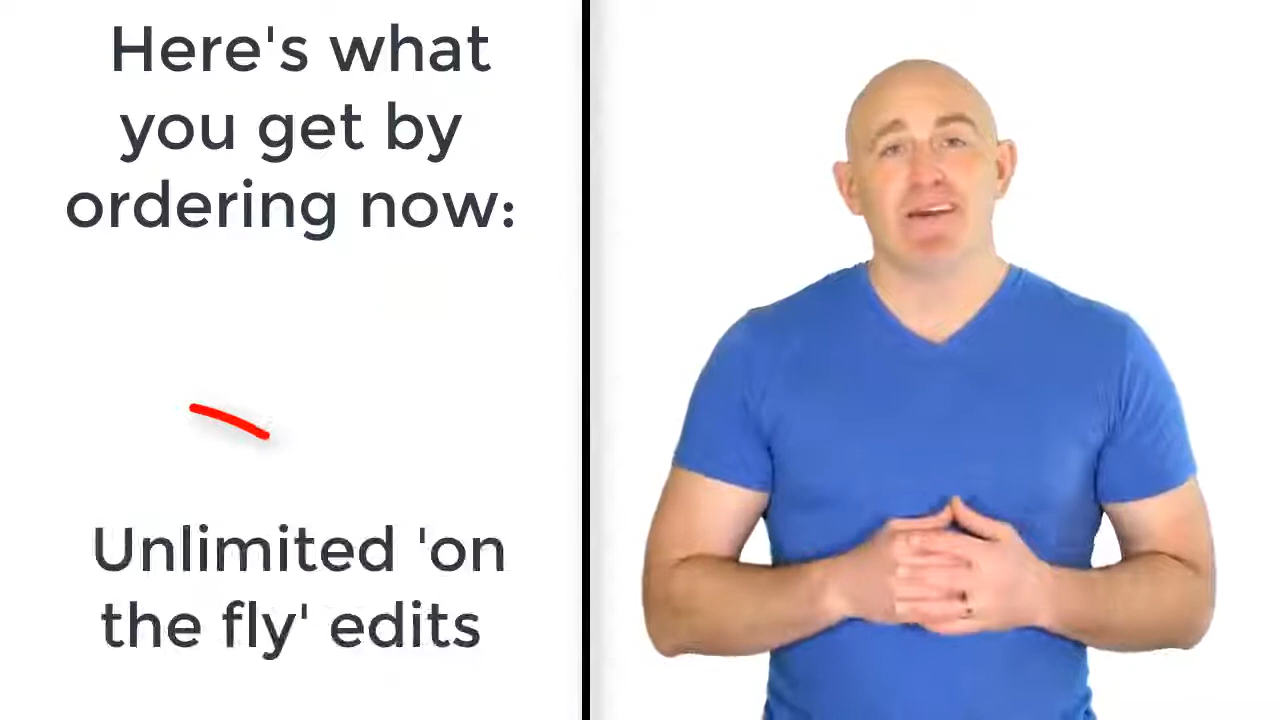 Here's what
you get by
ordering now:
Unlimited 'on
the fly' edits